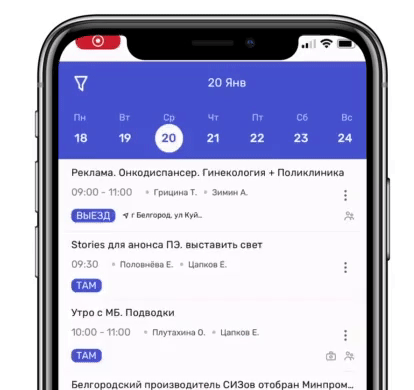 20 Янв
Пн Вт Ср Чт Пт Сб Вс
18 19 20 21 22 23 24
Реклама. Онкодиспансер. Гинекология + Поликлиника
09:00 - 11:00 • Грицина Т. • Зимин А.
ВЫЕЗД г Белгород, ул Куй...
Stories для анонса ПЭ. выставить свет
09:30 • Половнёва Е. • Цапков Е.
ТАМ
Утро с МБ. Подводки
10:00 - 11:00 • Плутахина О. • Цапков Е.
ТАМ
Белгородский производитель СИЗов отобран Минпром...